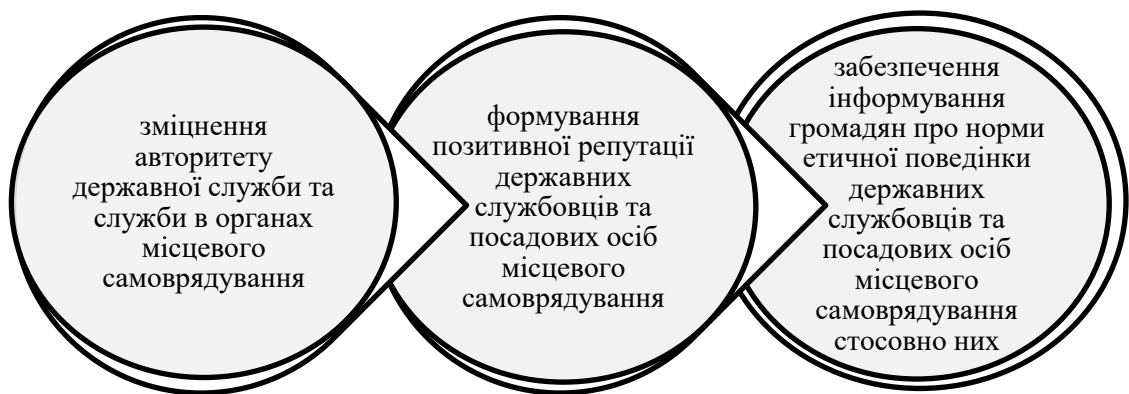 зміцнення
авторитету
державної служби та
служби в органах
місцевого
самоврядування
формування
позитивної репутації
державних
службовців та
посадових осіб
місцевого
самоврядування
забезпечення
інформування
громадян про норми
етичної поведінки
державних
службовців та
посадових осіб
місцевого
самоврядування
стосовно них